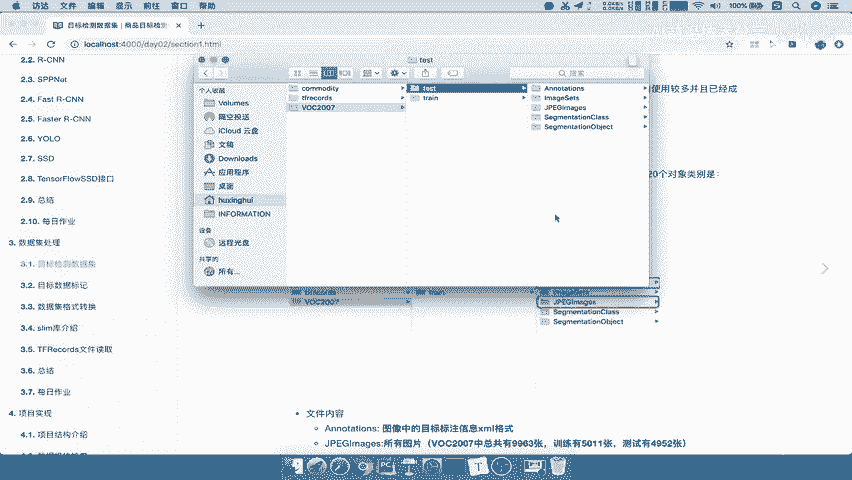 访达 文件 编辑 显示 前往 窗口 帮助
100%
目标检测数据集 | 商品目标检测
localhost:4000/day02/section1.html
test
搜索
2.2. R-CNN
2.3. SPPNet
2.4. Fast R-CNN
2.5. Faster R-CNN
2.6. YOLO
2.7. SSD
2.8. TensorFlowSSD接口
2.9. 总结
2.10. 每日作业
3. 数据集处理
3.1. 目标检测数据集
3.2. 目标数据标记
3.3. 数据集格式转换
3.4. slim库介绍
3.5. TFRecords文件读取
3.6. 总结
3.7. 每日作业
4. 项目实现
4.1. 项目结构介绍
个人收藏
Volumes
隔空投送
iCloud 云盘
文稿
Downloads
应用程序
桌面
huxinghui
INFORMATION
设备
远程光盘
共享的
所有...
commodity
tfrecords
VOC2007
test
train
Annotations
ImageSets
JPEGImages
SegmentationClass
SegmentationObject
使用较多并且已经成
20个对象类别是：
tfrecords
VOC2007
train
ImageSets
JPEGImages
SegmentationClass
SegmentationObject
文件内容
Annotations: 图像中的目标标注信息xml格式
JPEGImages:所有图片（VOC2007中总共有9963张，训练有5011张，测试有4952张）